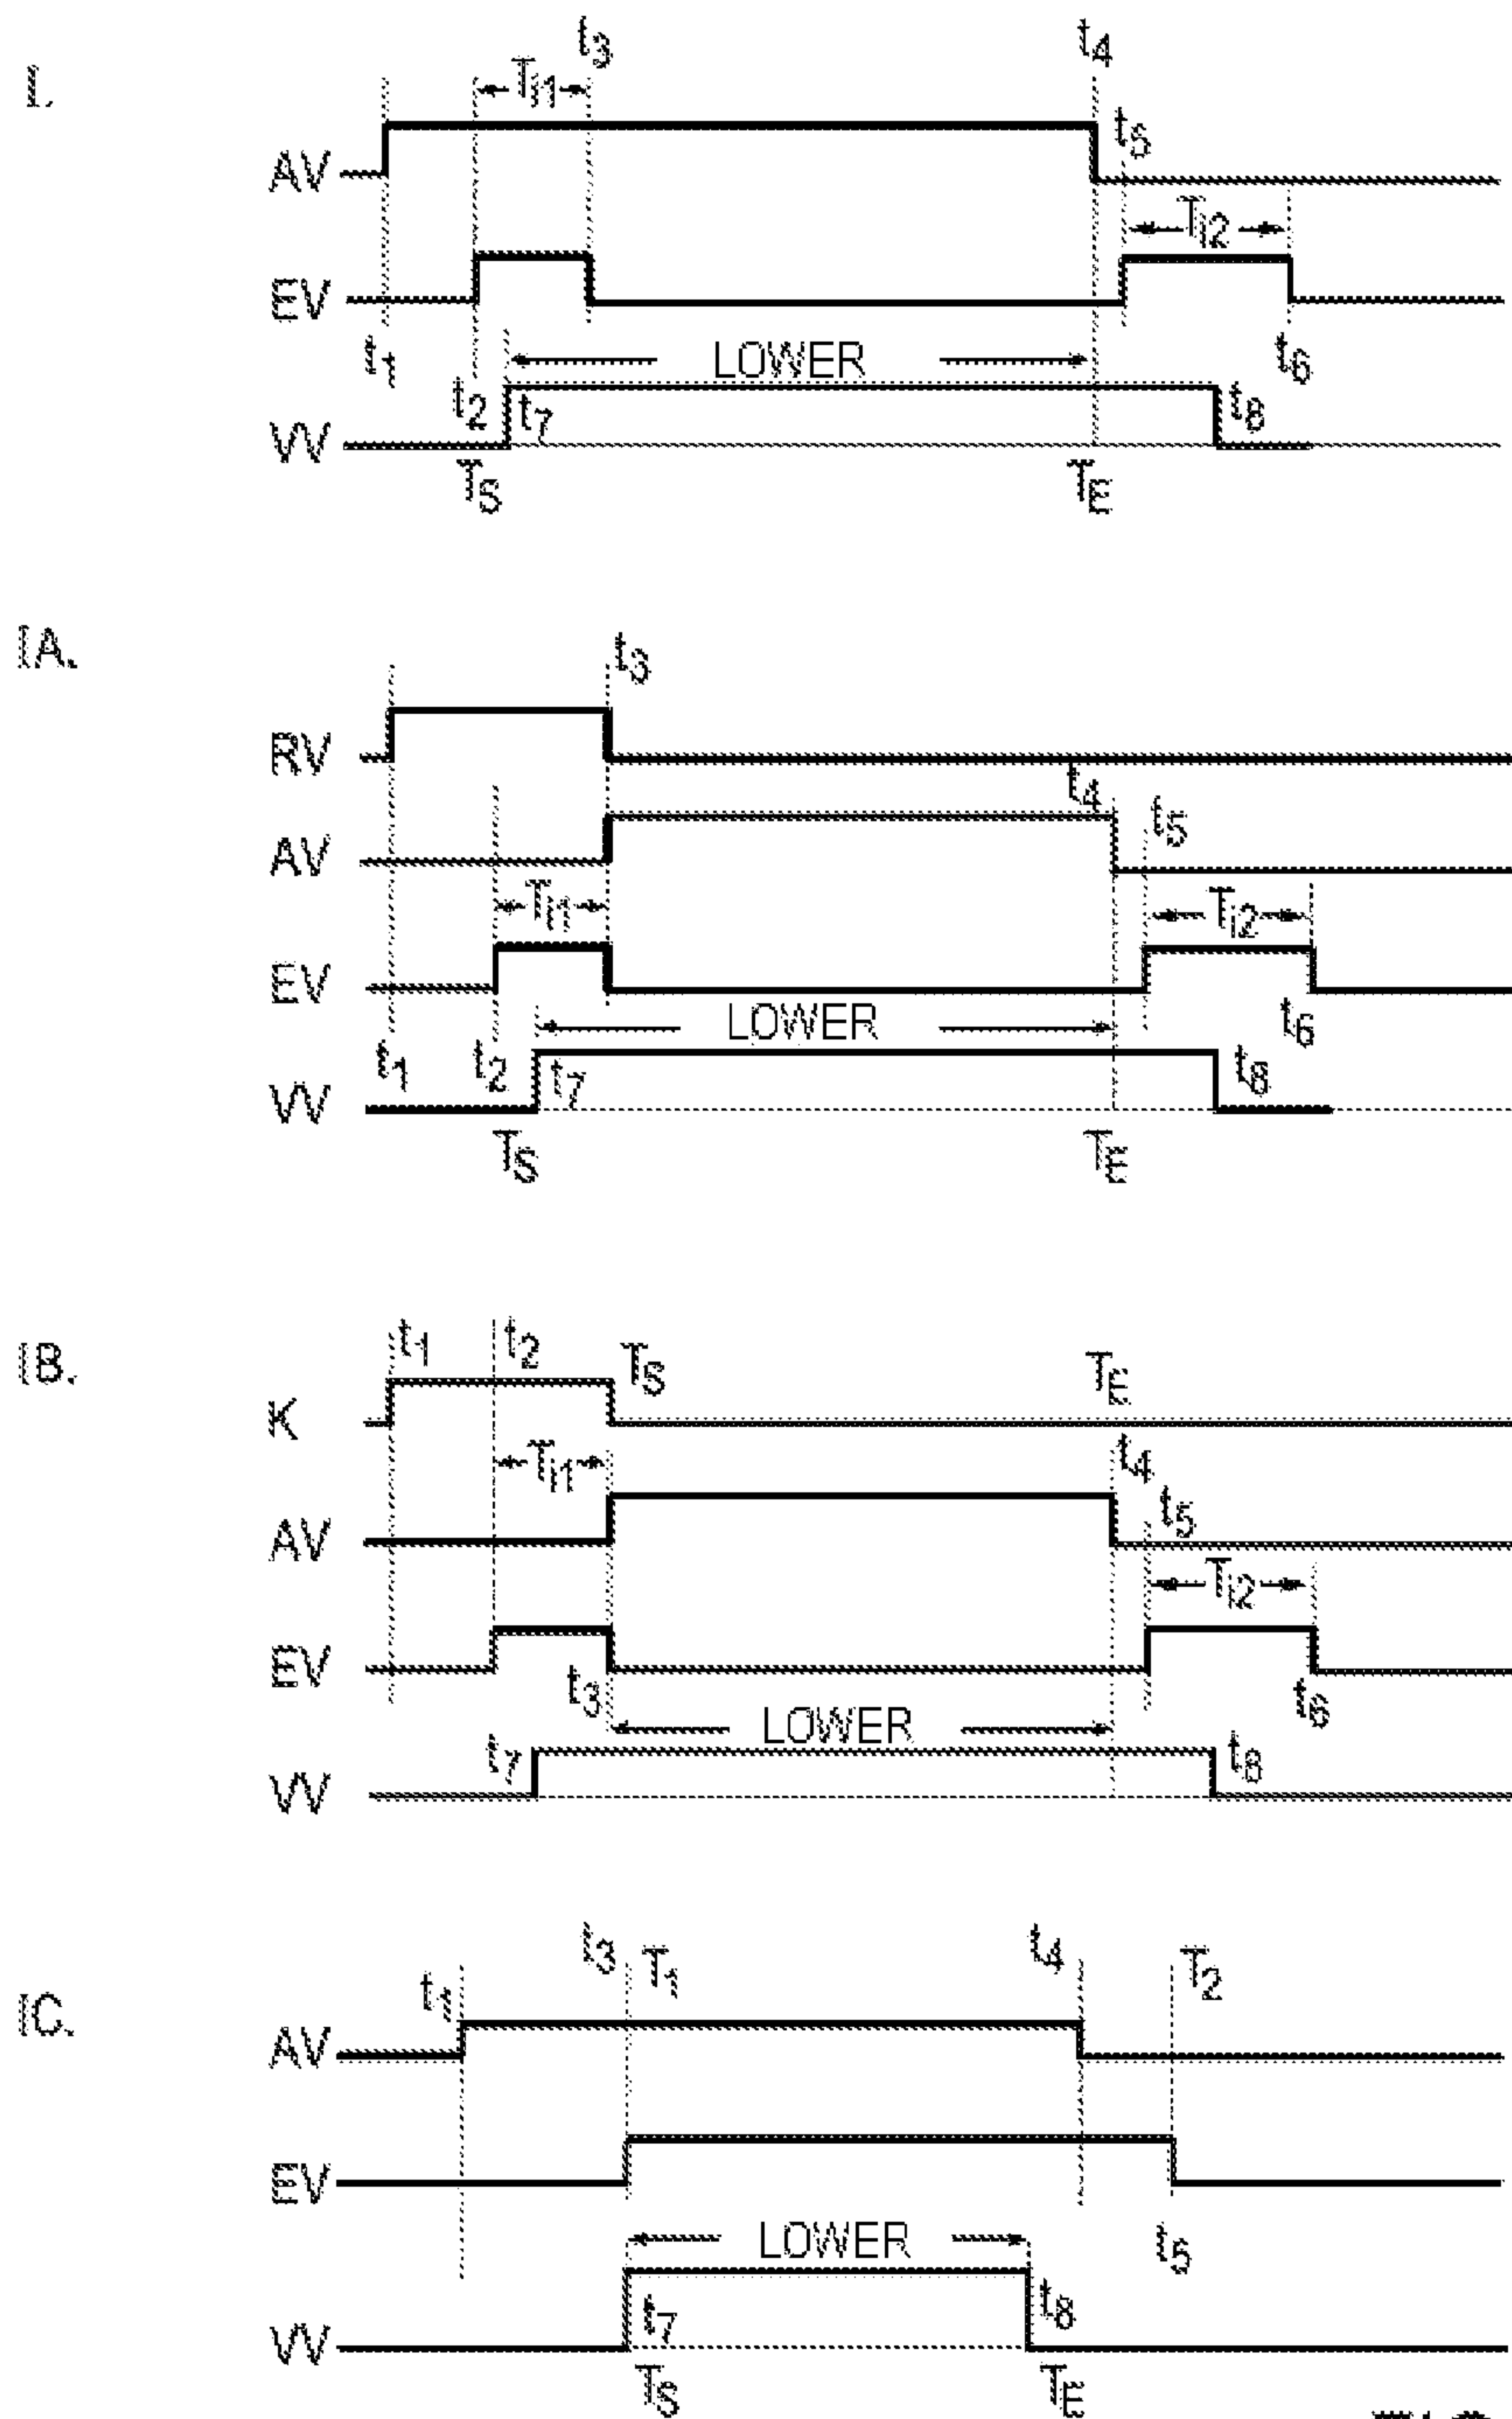 I.
t3
t4
Ti1
AV
t5
Ti2
EV
t1
LOWER
t6
t2
t7
t8
VV
TS
TE
IA.
t3
RV
t4
t5
AV
Ti1
Ti2
EV
LOWER
t6
t1
t2
t7
t8
VV
TS
TE
IB.
t1
t2
TS
TE
K
Ti1
t4
AV
t5
Ti2
EV
t3
t6
LOWER
t7
t8
VV
IC.
t3
T1
t4
T2
t1
AV
EV
LOWER
t5
t7
t8
VV
TS
TE